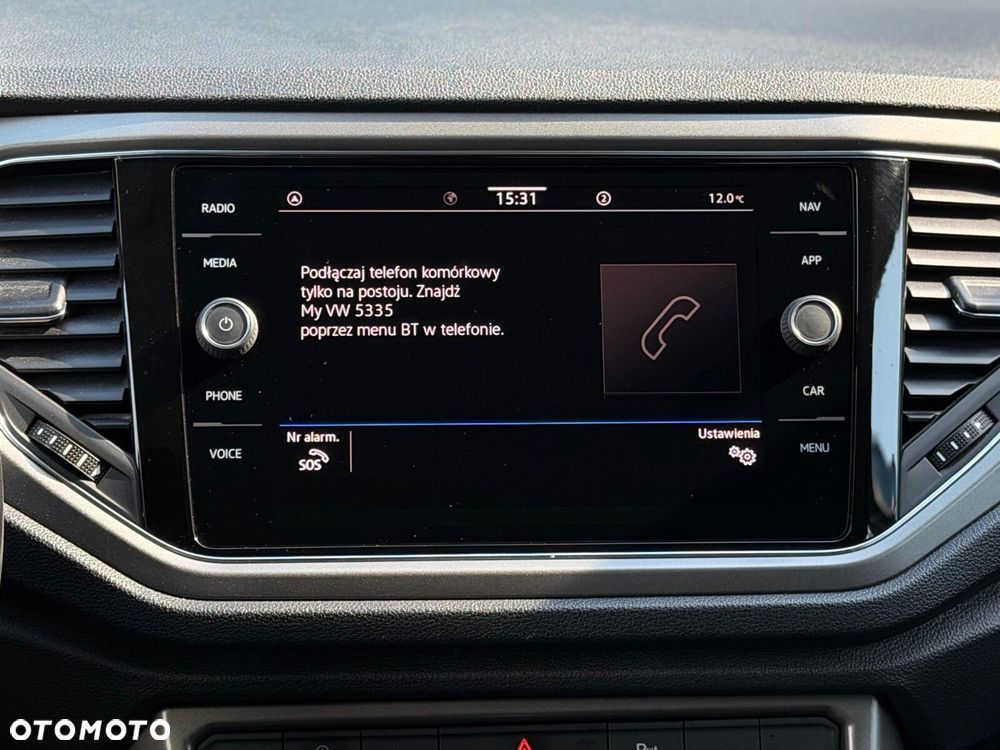 RADIO
MEDIA
PHONE
VOICE
15:31
2
12.0°C
Podłączaj telefon komórkowy
tylko na postoju. Znajdź
My VW 5335
poprzez menu BT w telefonie.
Nr alarm.
SOS
Ustawienia
NAV
APP
CAR
MENU
P
OTOMOTO